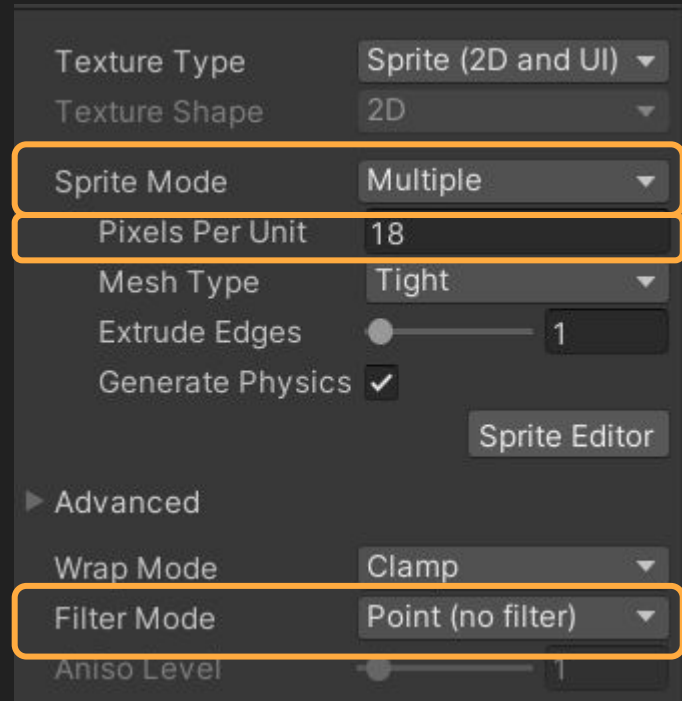 Texture Type Sprite (2D and UI)
Texture Shape 2D
Sprite Mode Multiple
Pixels Per Unit 18
Mesh Type Tight
Extrude Edges 1
Generate Physics
Sprite Editor
Advanced
Wrap Mode Clamp
Filter Mode Point (no filter)
Aniso Level 1